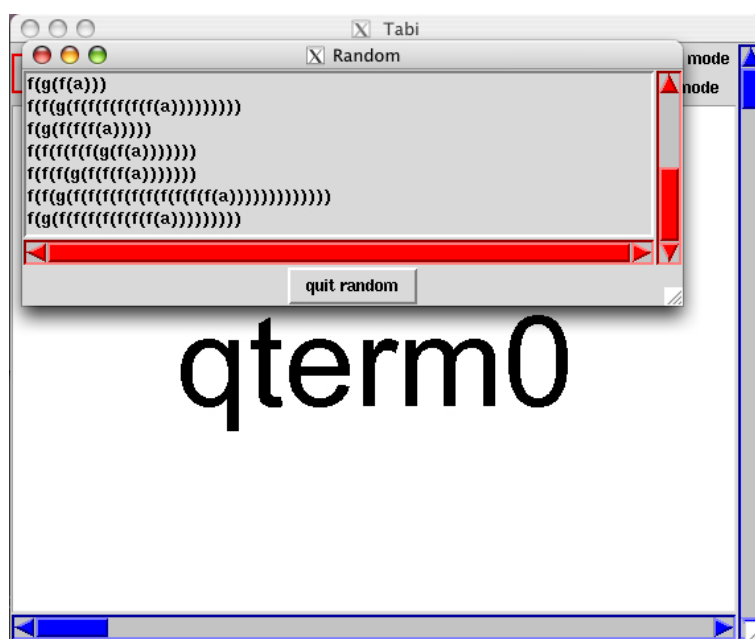 Tabi
Random
mode
f(g(f(a)))
node
f(f(g(f(f(f(f(f(f(a)))))))))
f(g(f(f(f(a)))))
f(f(f(f(f(g(f(a)))))))
f(f(f(g(f(f(f(a)))))))
f(f(g(f(f(f(f(f(f(f(f(f(f(a)))))))))))))
f(g(f(f(f(f(f(f(f(a)))))))))
quit random
qterm0